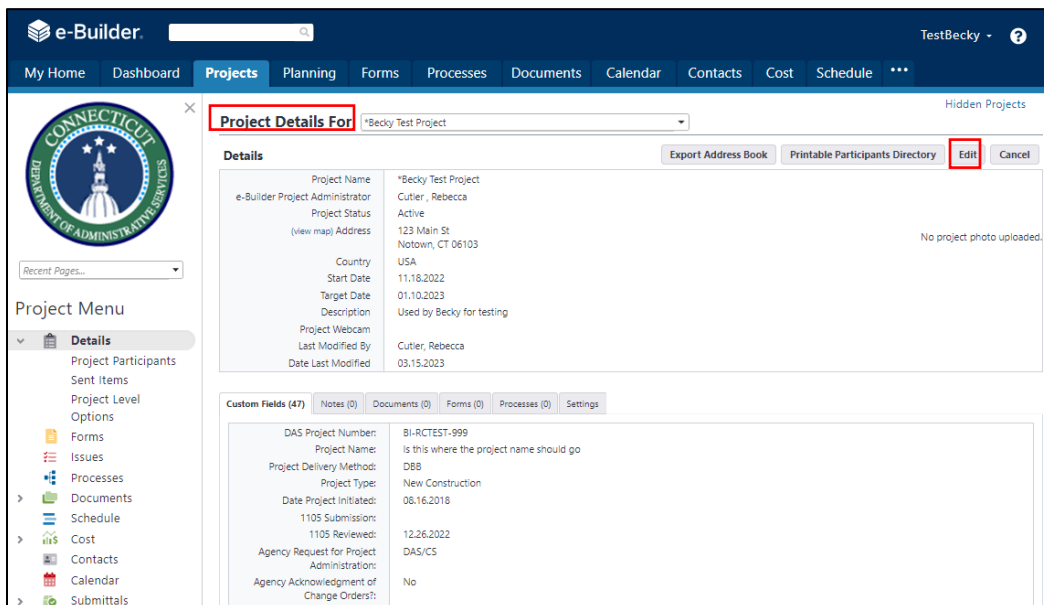 e-Builder.
TestBecky
?
My Home Dashboard Projects Planning Forms Processes Documents Calendar Contacts Cost Schedule •••
CONNECTICUT
DEPARTMENT OF ADMINISTRATIVE SERVICES
Recent Pages...
Project Menu
Details
Project Participants
Sent Items
Project Level
Options
Forms
Issues
Processes
Documents
Schedule
Cost
Contacts
Calendar
Submittals
Hidden Projects
Project Details For *Becky Test Project
Details Export Address Book Printable Participants Directory Edit Cancel
Project Name *Becky Test Project
e-Builder Project Administrator Cutler , Rebecca
Project Status Active
(view map) Address 123 Main St
Notown, CT 06103
No project photo uploaded.
Country USA
Start Date 11.18.2022
Target Date 01.10.2023
Description Used by Becky for testing
Project Webcam
Last Modified By Cutler, Rebecca
Date Last Modified 03.15.2023
Custom Fields (47) Notes (0) Documents (0) Forms (0) Processes (0) Settings
DAS Project Number: BI-RCTEST-999
Project Name: Is this where the project name should go
Project Delivery Method: DBB
Project Type: New Construction
Date Project Initiated: 08.16.2018
1105 Submission:
1105 Reviewed: 12.26.2022
Agency Request for Project DAS/CS
Administration:
Agency Acknowledgment of No
Change Orders?: